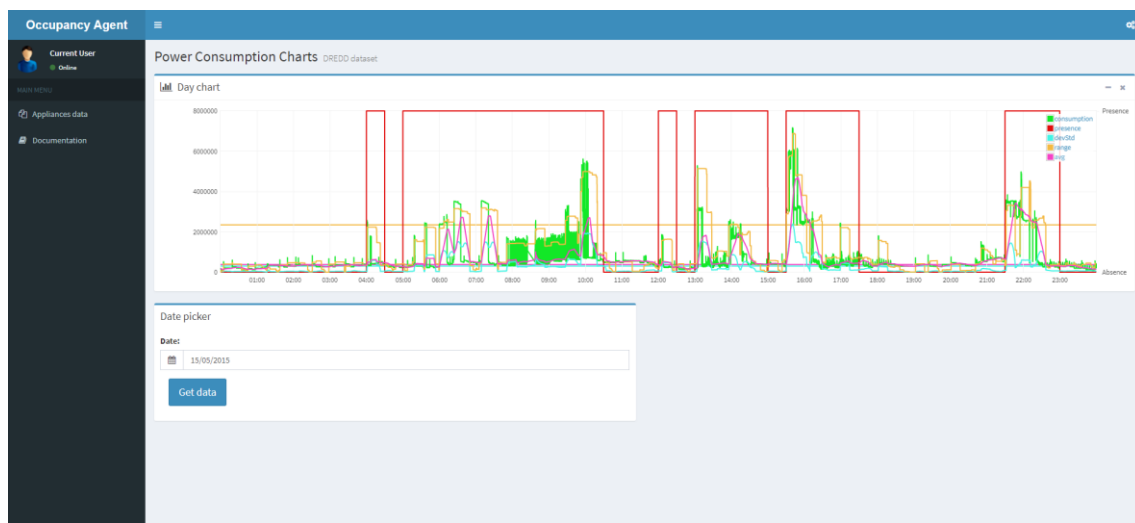 Occupancy Agent
Current User
Online
MAIN MENU
Appliances data
Documentation
Power Consumption Charts DREDD dataset
Day chart
8000000
6000000
4000000
2000000
0
Presence
Absence
consumption
presence
devStd
range
avg
01:00 02:00 03:00 04:00 05:00 06:00 07:00 08:00 09:00 10:00 11:00 12:00 13:00 14:00 15:00 16:00 17:00 18:00 19:00 20:00 21:00 22:00 23:00
Date picker
Date:
15/05/2015
Get data